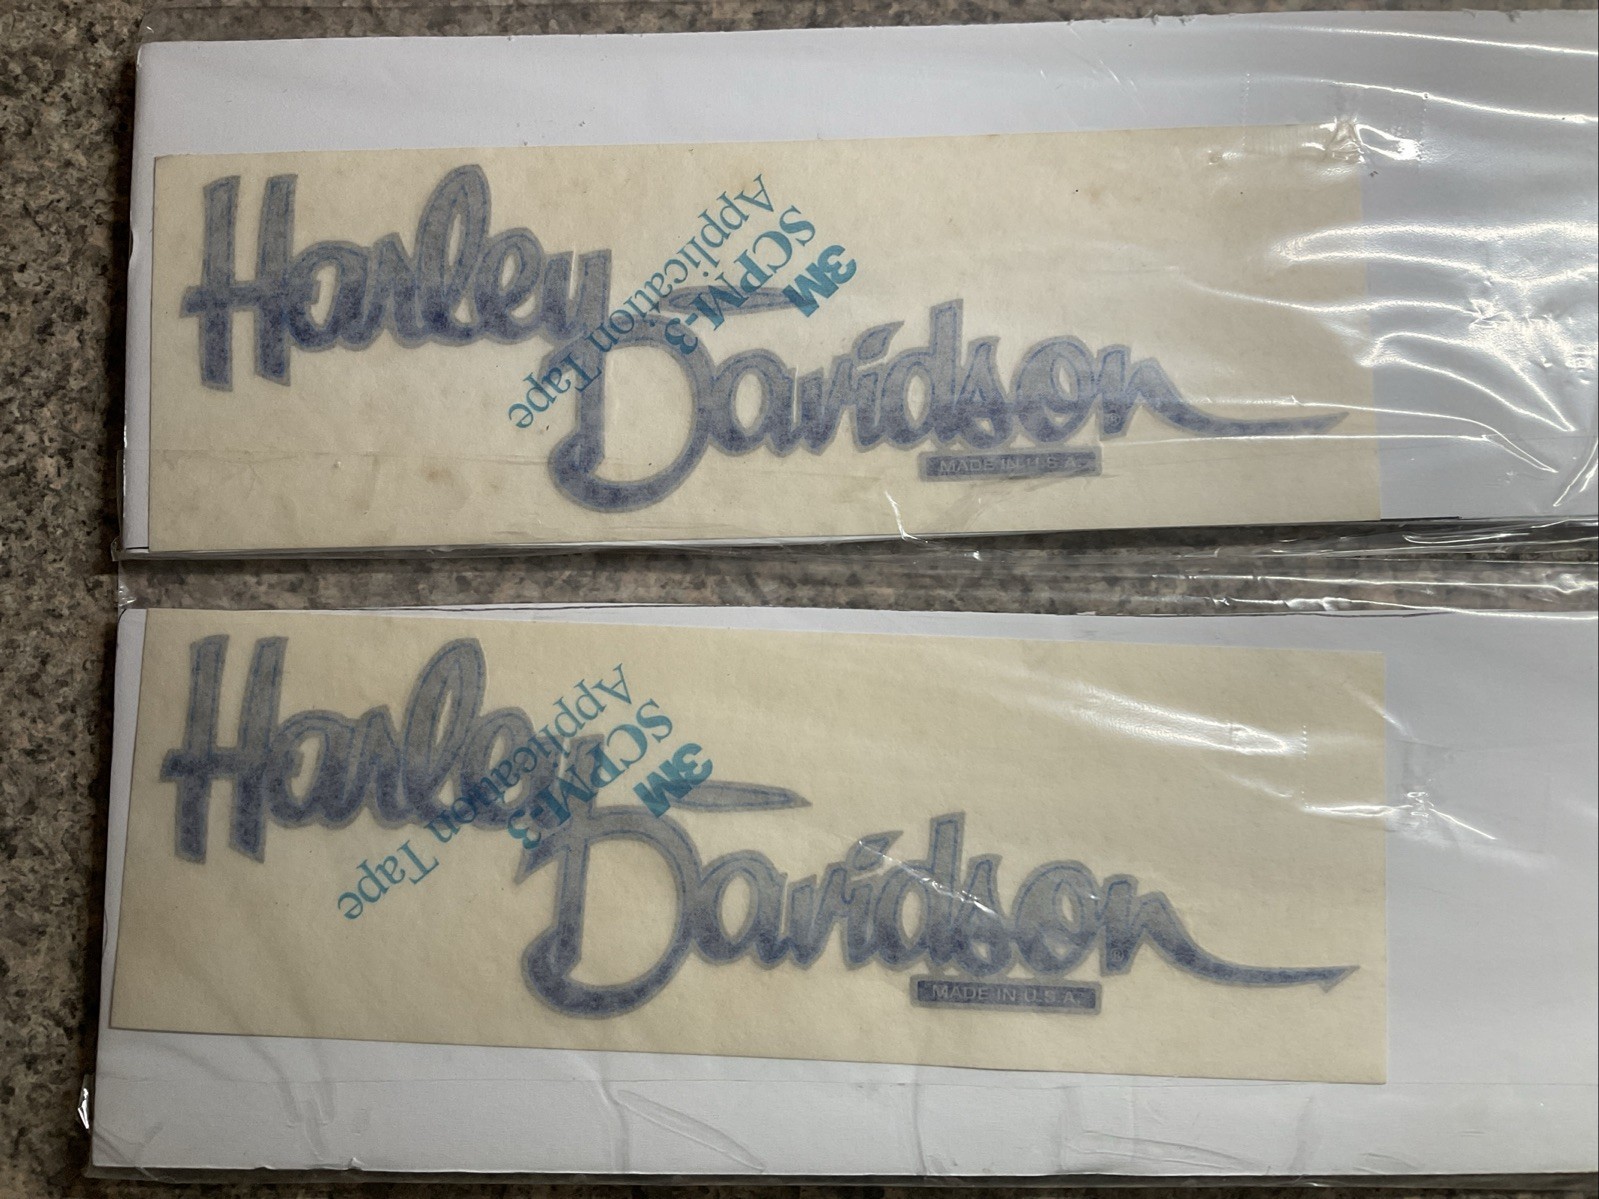 Harley
Davidson
®
MADE IN U.S.A.
3M
SCPM-3
Application Tape
Harley
Davidson
®
MADE IN U.S.A.
3M
SCPM-3
Application Tape